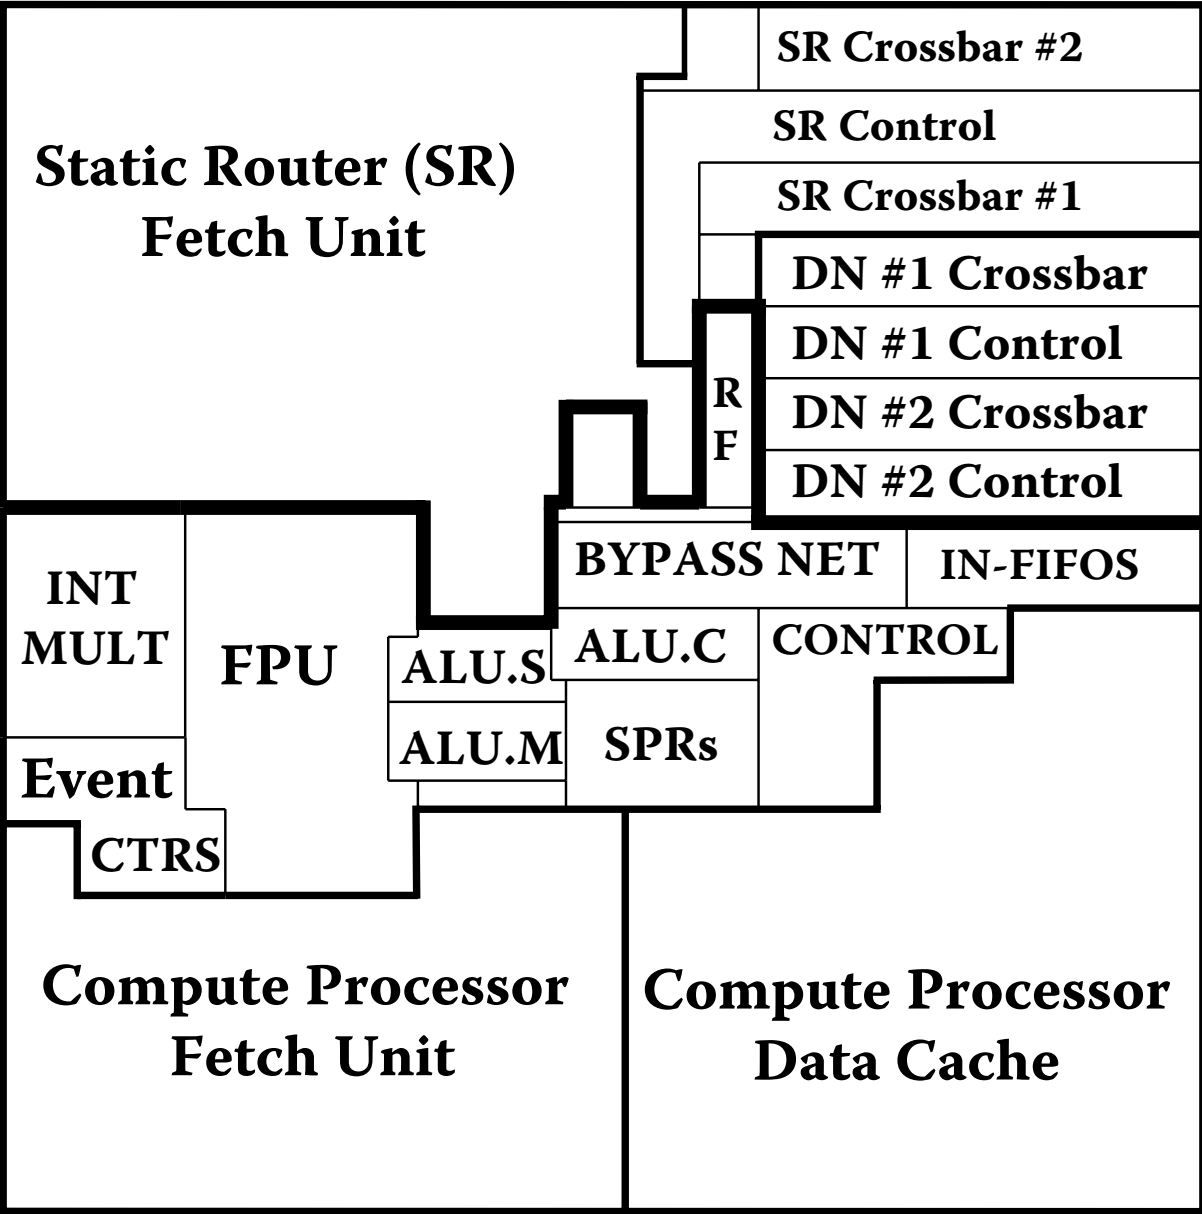 SR Crossbar #2
SR Control
Static Router (SR)
Fetch Unit
SR Crossbar #1
DN #1 Crossbar
DN #1 Control
R
F
DN #2 Crossbar
DN #2 Control
INT
MULT
FPU
BYPASS NET
IN-FIFOS
ALU.S
ALU.C
CONTROL
ALU.M
SPRs
Event
CTRS
Compute Processor
Fetch Unit
Compute Processor
Data Cache